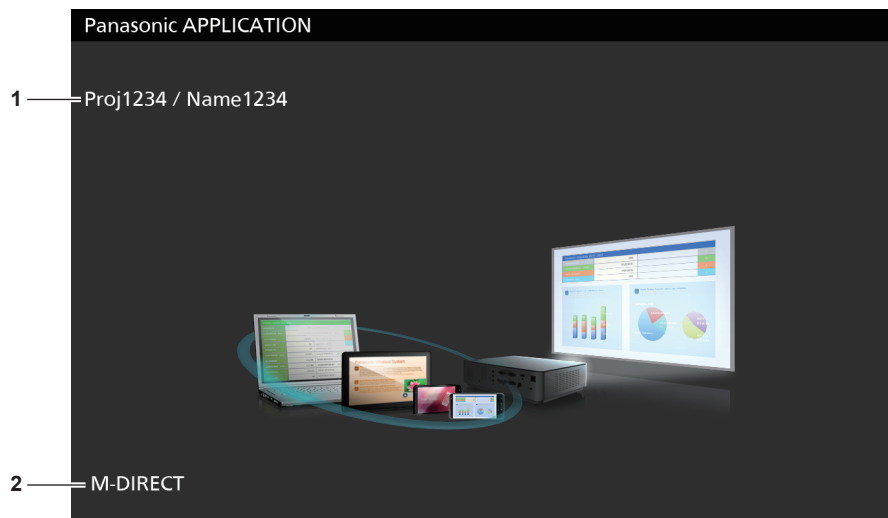 Panasonic APPLICATION
1
Proj1234 / Name1234
2
M-DIRECT